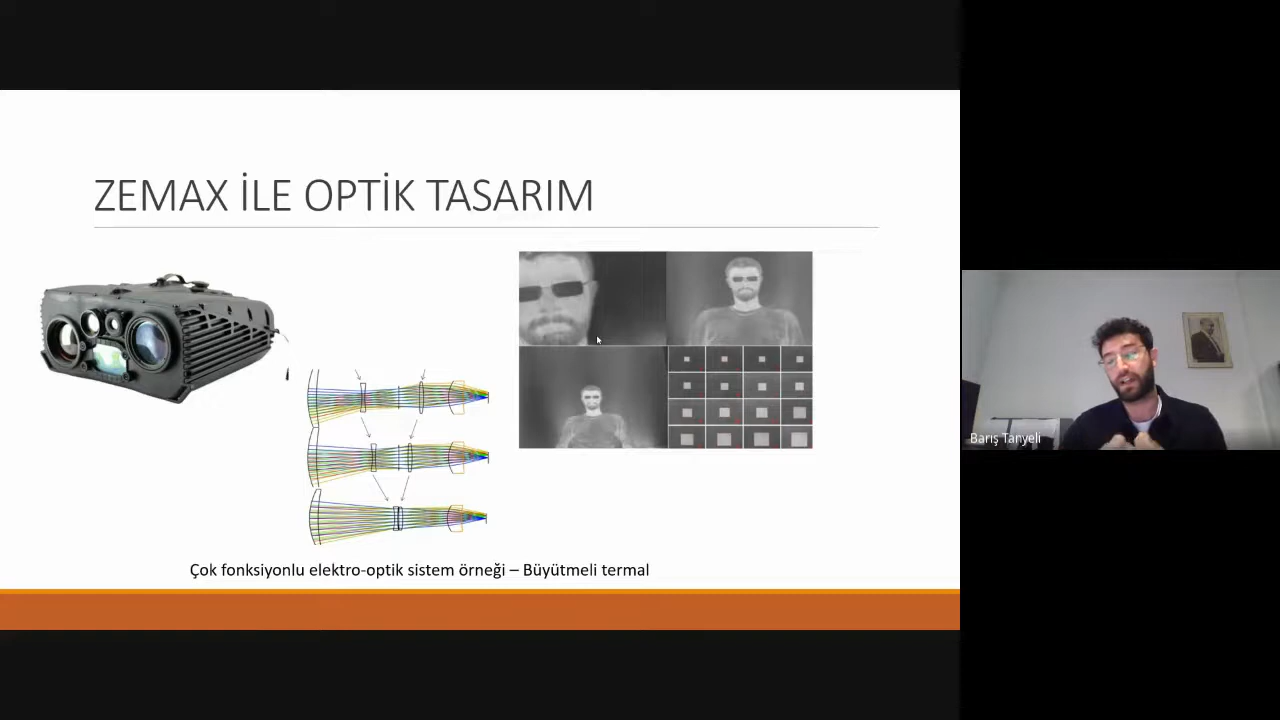 ZEMAX İLE OPTİK TASARIM
Çok fonksiyonlu elektro-optik sistem örneği – Büyütmeli termal
Barış Tanyeli